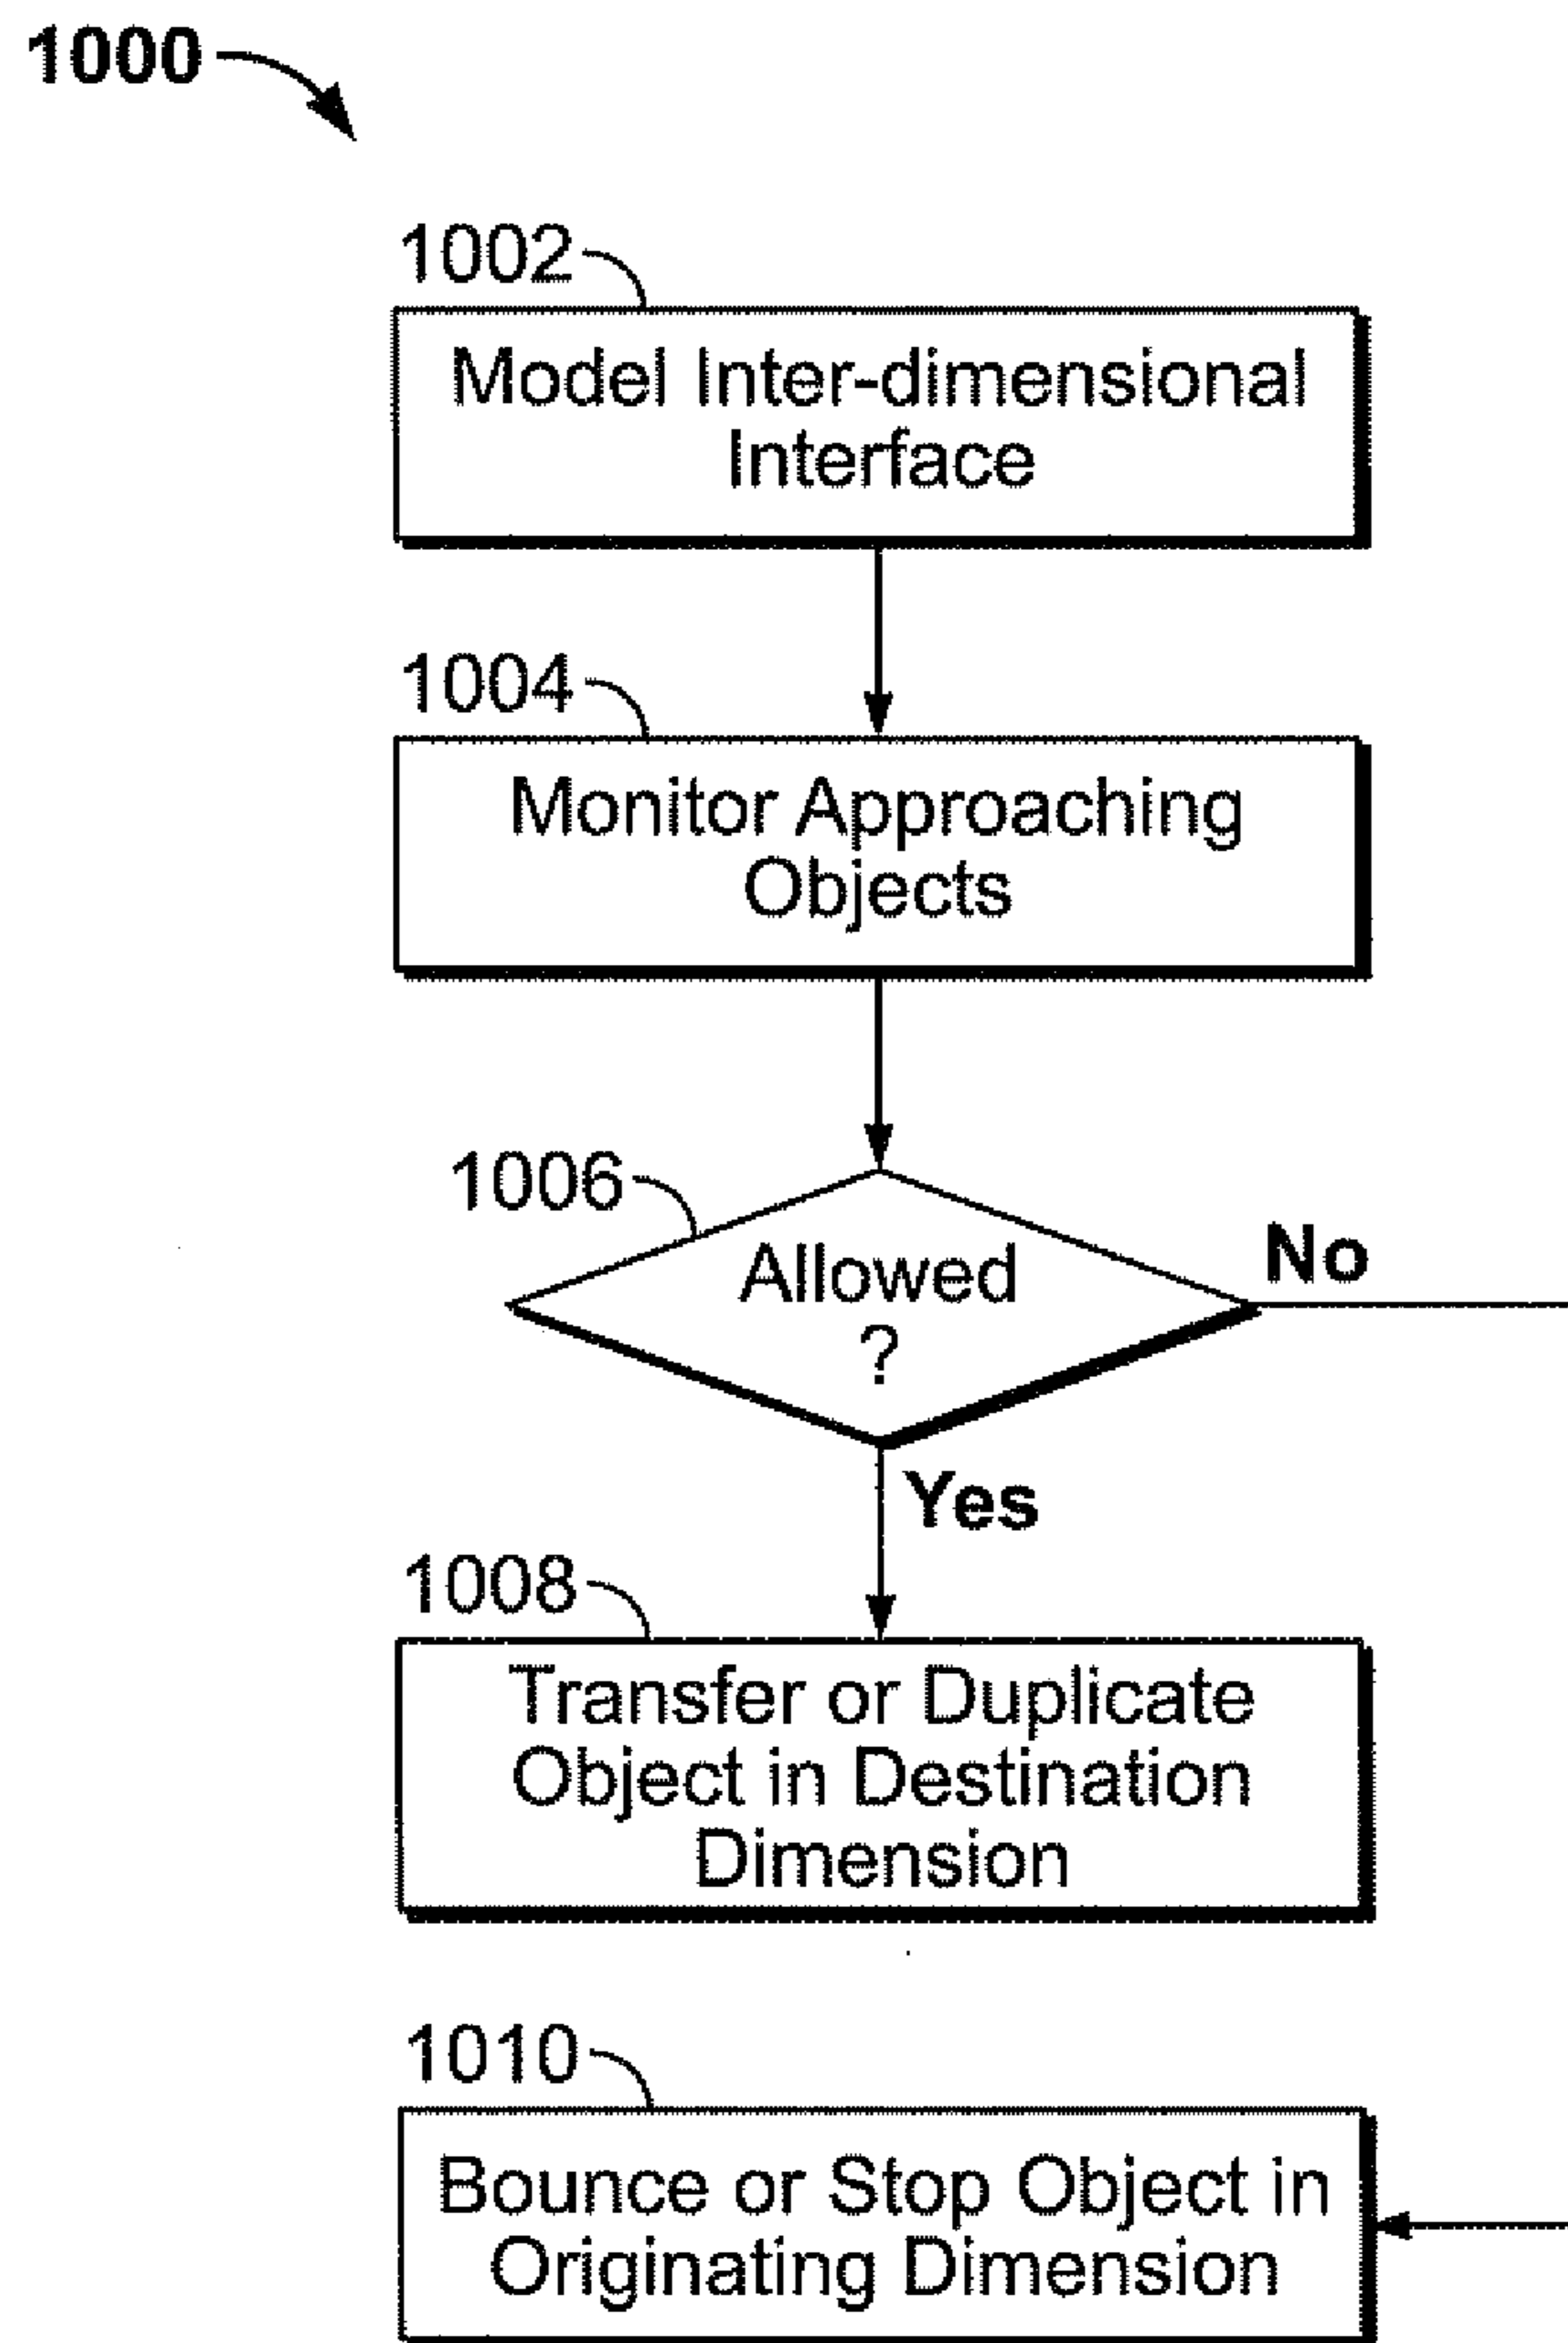 1000
1002
Model Inter-dimensional
Interface
1004
Monitor Approaching
Objects
1006
Allowed
?
No
Yes
1008
Transfer or Duplicate
Object in Destination
Dimension
1010
Bounce or Stop Object in
Originating Dimension